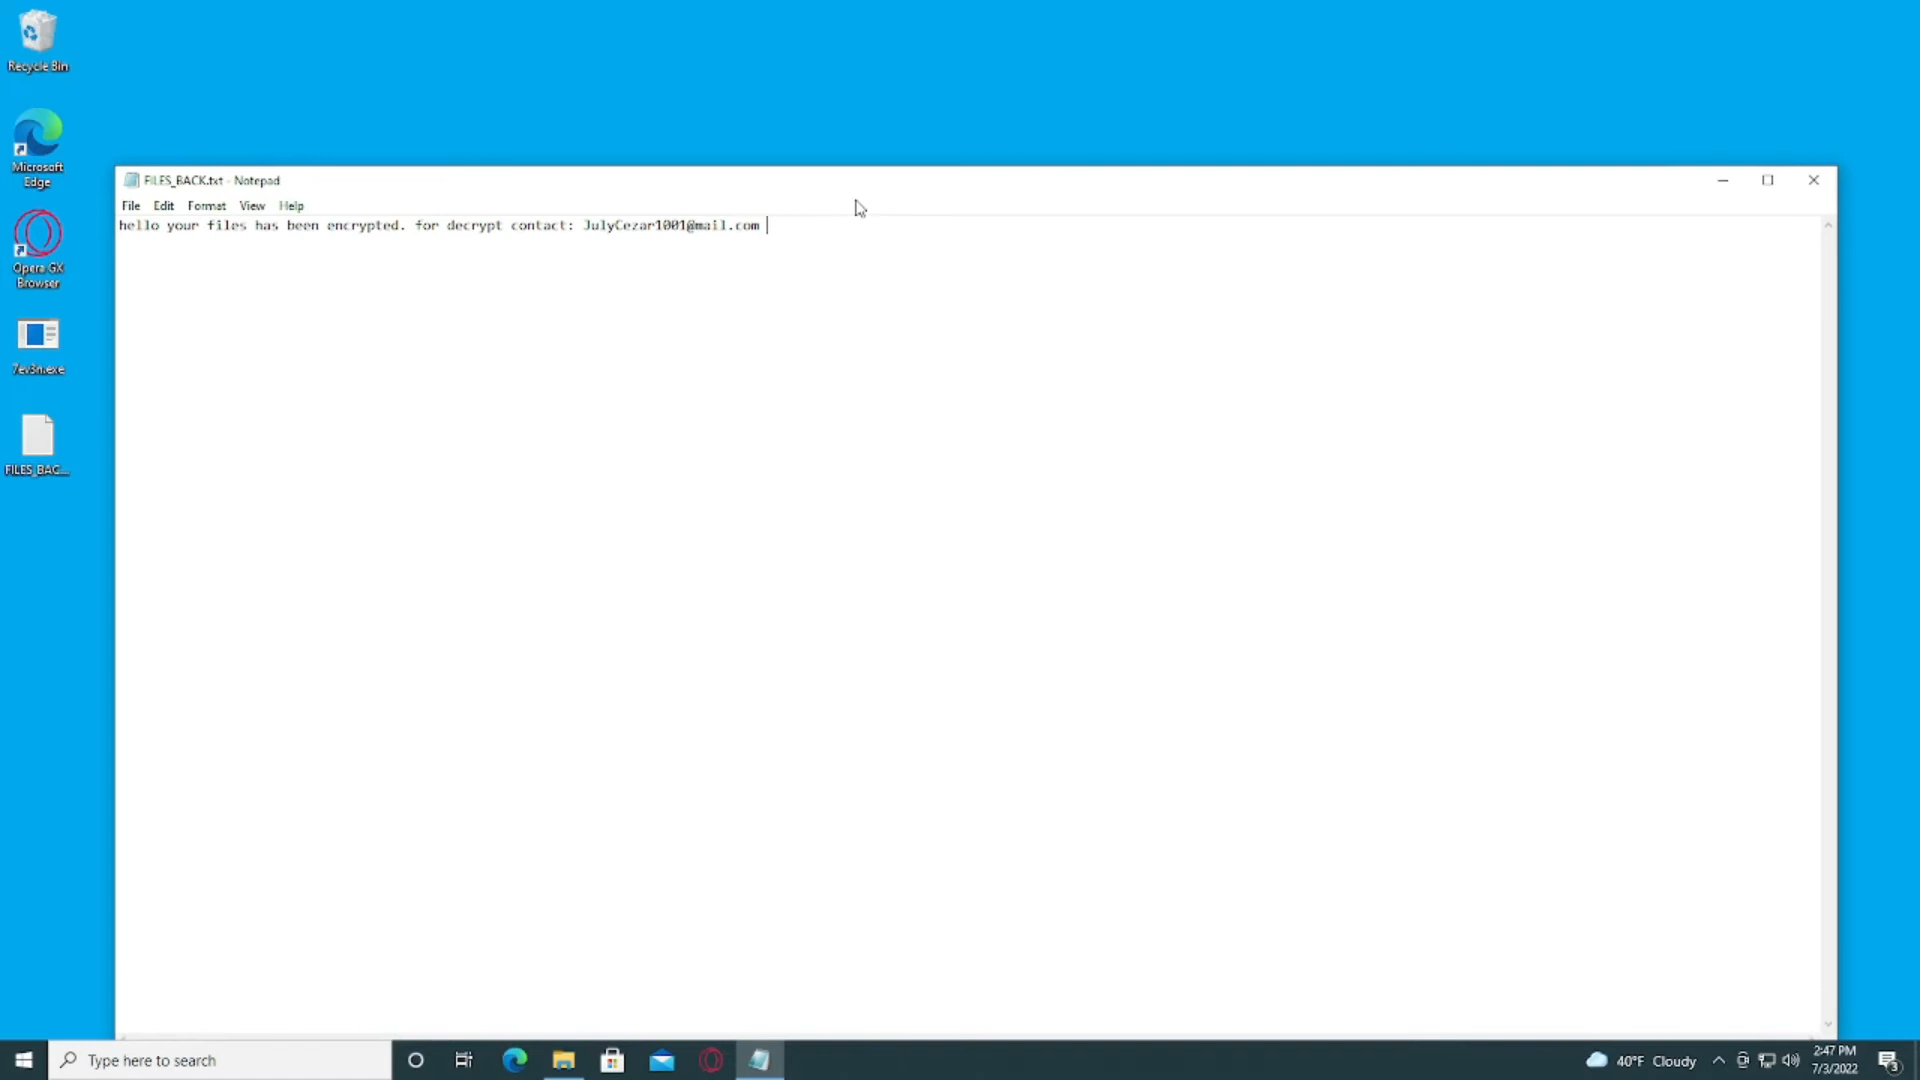 Recycle Bin
Microsoft
Edge
Opera GX
Browser
7ev3n.exe
FILES_BAC...
FILES_BACK.txt - Notepad
File Edit Format View Help
hello your files has been encrypted. for decrypt contact: JulyCezar1001@mail.com
Type here to search
40°F Cloudy
2:47 PM
7/3/2022
3